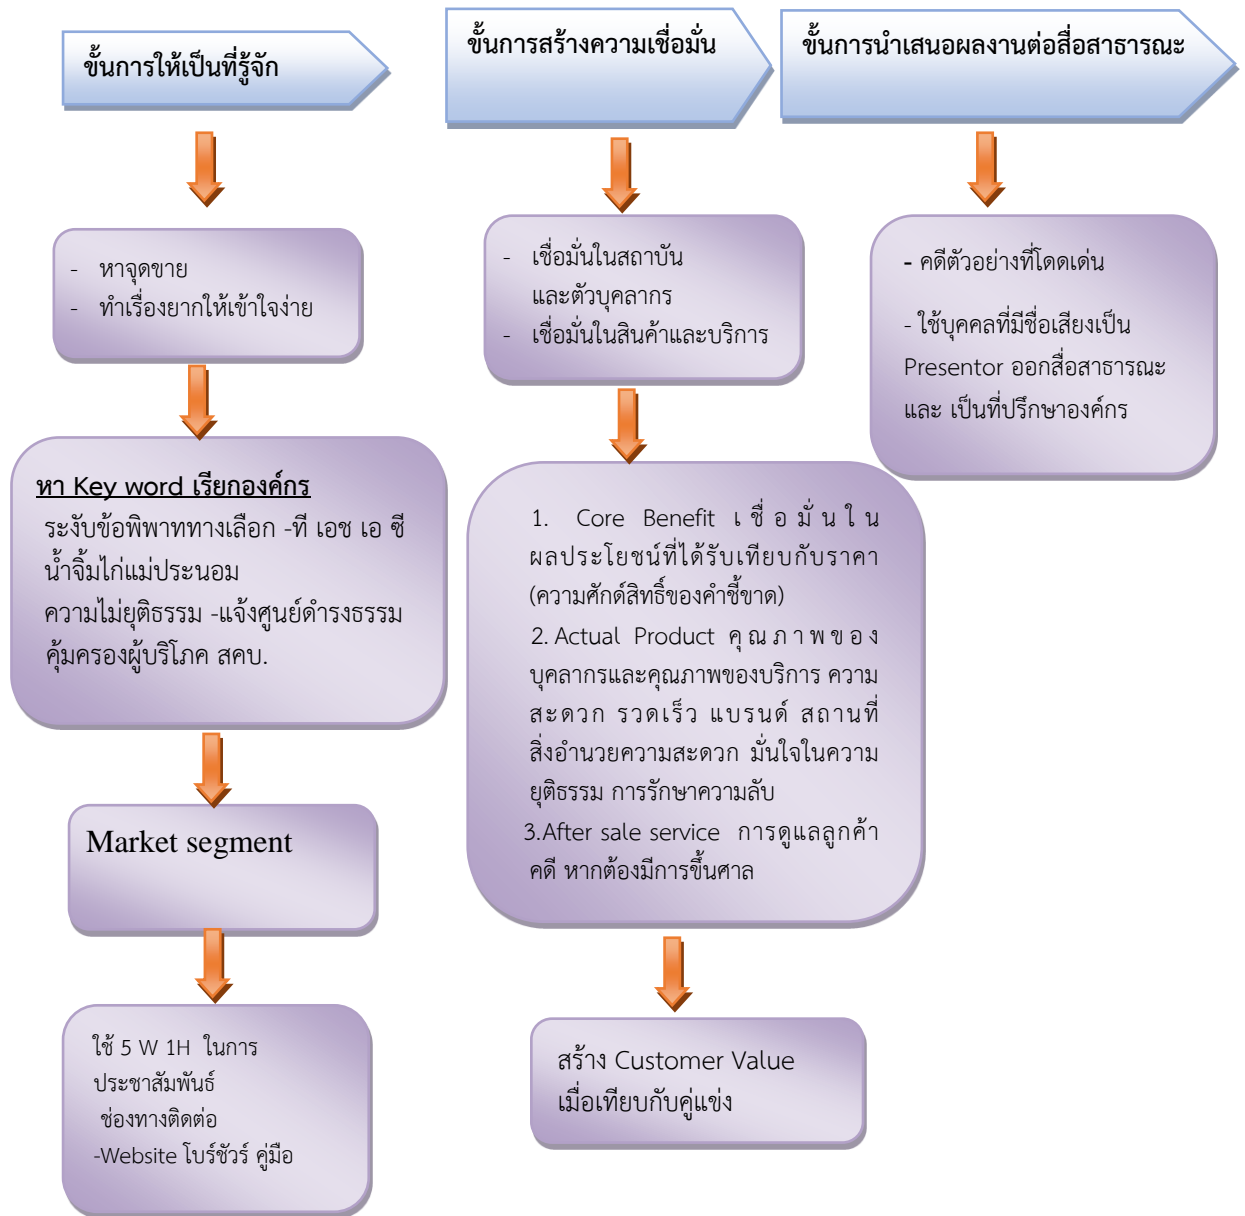 ขั้นการให้เป็นที่รู้จัก
- หาจุดขาย
- ทำเรื่องยากให้เข้าใจง่าย
หา Key word เรียกองค์กร
ระงับข้อพิพาททางเลือก -ที เอช เอ ซี
น้ำจิ้มไก่แม่ประนอม
ความไม่ยุติธรรม -แจ้งศูนย์ดำรงธรรม
คุ้มครองผู้บริโภค สคบ.
Market segment
ใช้ 5 W 1H ในการ
ประชาสัมพันธ์
ช่องทางติดต่อ
-Website โบร์ชัวร์ คู่มือ
ขั้นการสร้างความเชื่อมั่น
- เชื่อมั่นในสถาบัน
และตัวบุคลากร
- เชื่อมั่นในสินค้าและบริการ
1. Core Benefit เชื่อมั่นใน
ผลประโยชน์ที่ได้รับเทียบกับราคา
(ความศักด์สิทธิ์ของคำชี้ขาด)
2. Actual Product คุณภาพของ
บุคลากรและคุณภาพของบริการ ความ
สะดวก รวดเร็ว แบรนด์ สถานที่
สิ่งอำนวยความสะดวก มั่นใจในความ
ยุติธรรม การรักษาความลับ
3.After sale service การดูแลลูกค้า
คดี หากต้องมีการขึ้นศาล
สร้าง Customer Value
เมื่อเทียบกับคู่แข่ง
ขั้นการนำเสนอผลงานต่อสื่อสาธารณะ
- คดีตัวอย่างที่โดดเด่น
- ใช้บุคคลที่มีชื่อเสียงเป็น
Presentor ออกสื่อสาธารณะ
และ เป็นที่ปรึกษาองค์กร